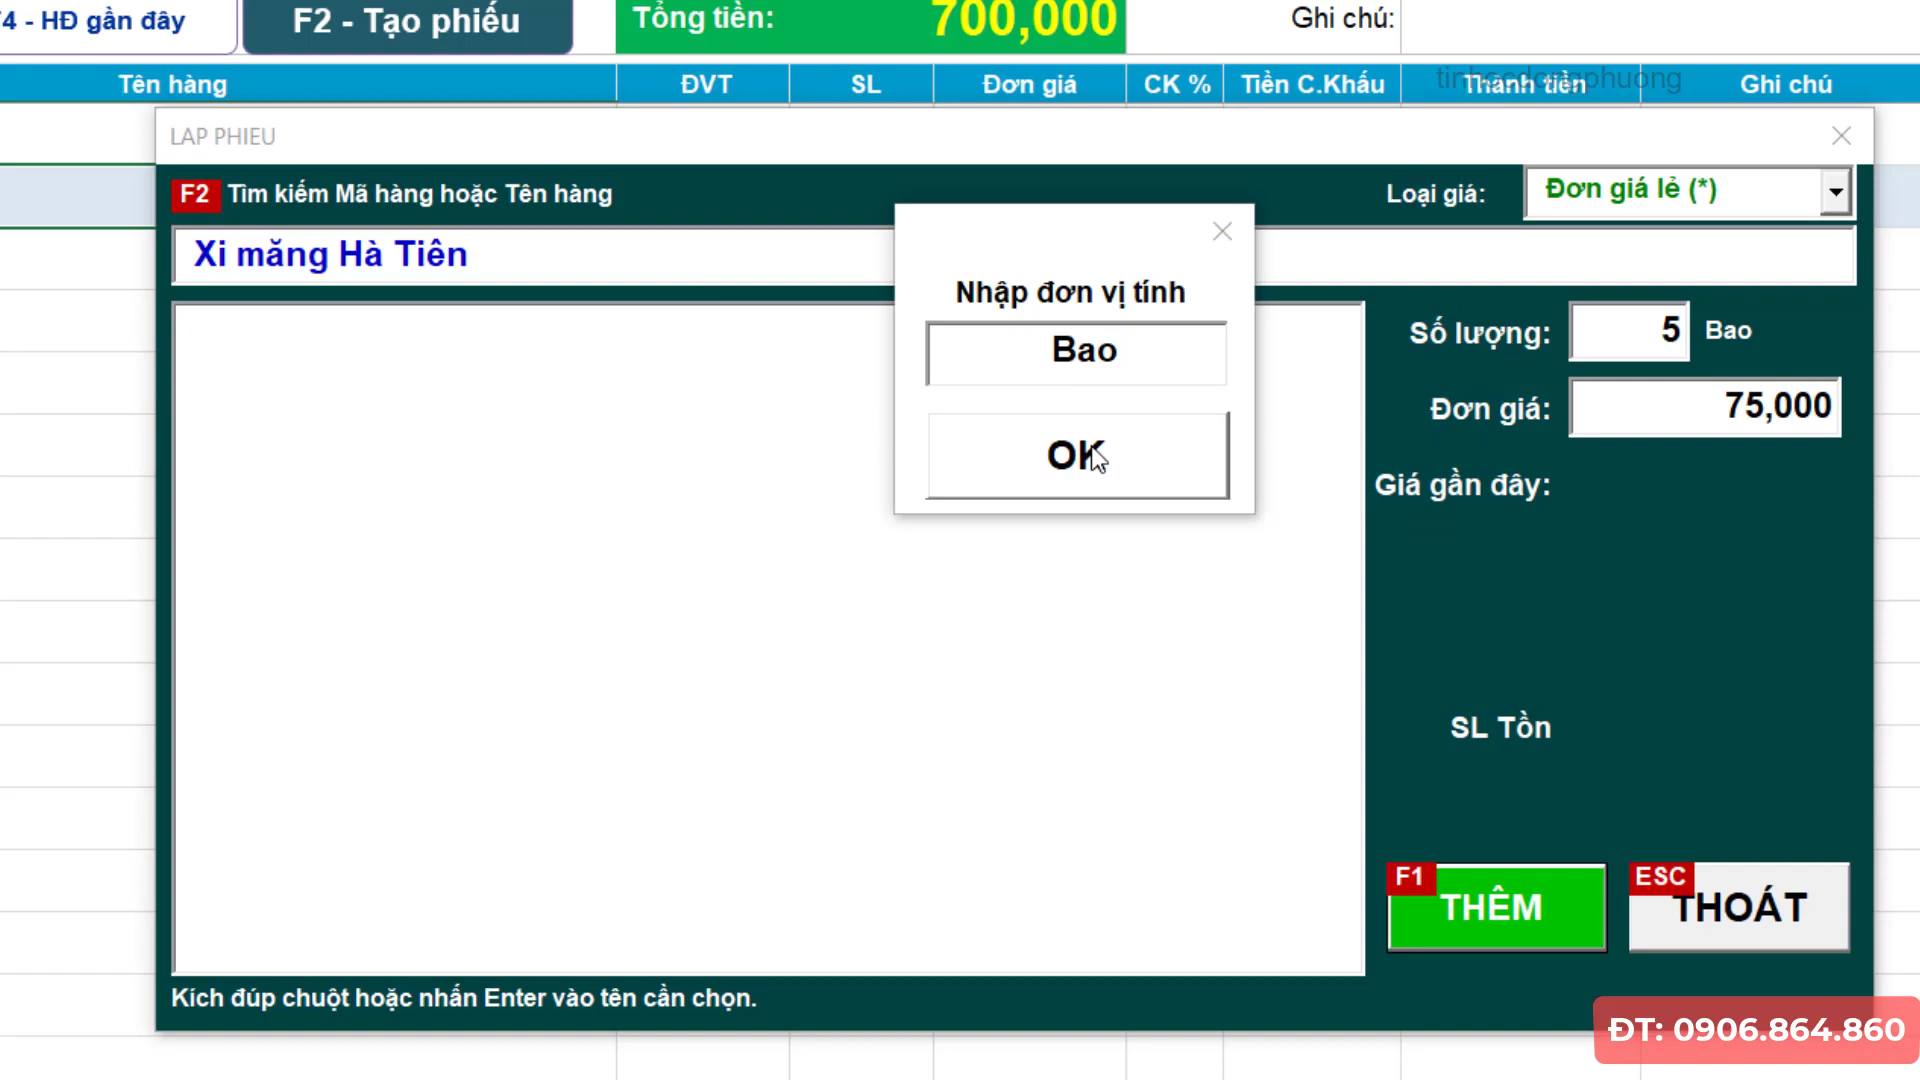 4 - HĐ gần đây
F2 - Tạo phiếu
Tổng tiền:
700,000
Ghi chú:
Tên hàng
ĐVT
SL
Đơn giá
CK %
Tiền C.Khấu
Thành tiền
tinhocdongphuong
Ghi chú
LAP PHIEU
F2 Tìm kiếm Mã hàng hoặc Tên hàng
Loại giá:
Đơn giá lẻ (*)
Xi măng Hà Tiên
Nhập đơn vị tính
Bao
OK
Số lượng:
5
Bao
Đơn giá:
75,000
Giá gần đây:
SL Tồn
F1
THÊM
ESC
THOÁT
Kích đúp chuột hoặc nhấn Enter vào tên cần chọn.
ĐT: 0906.864.860